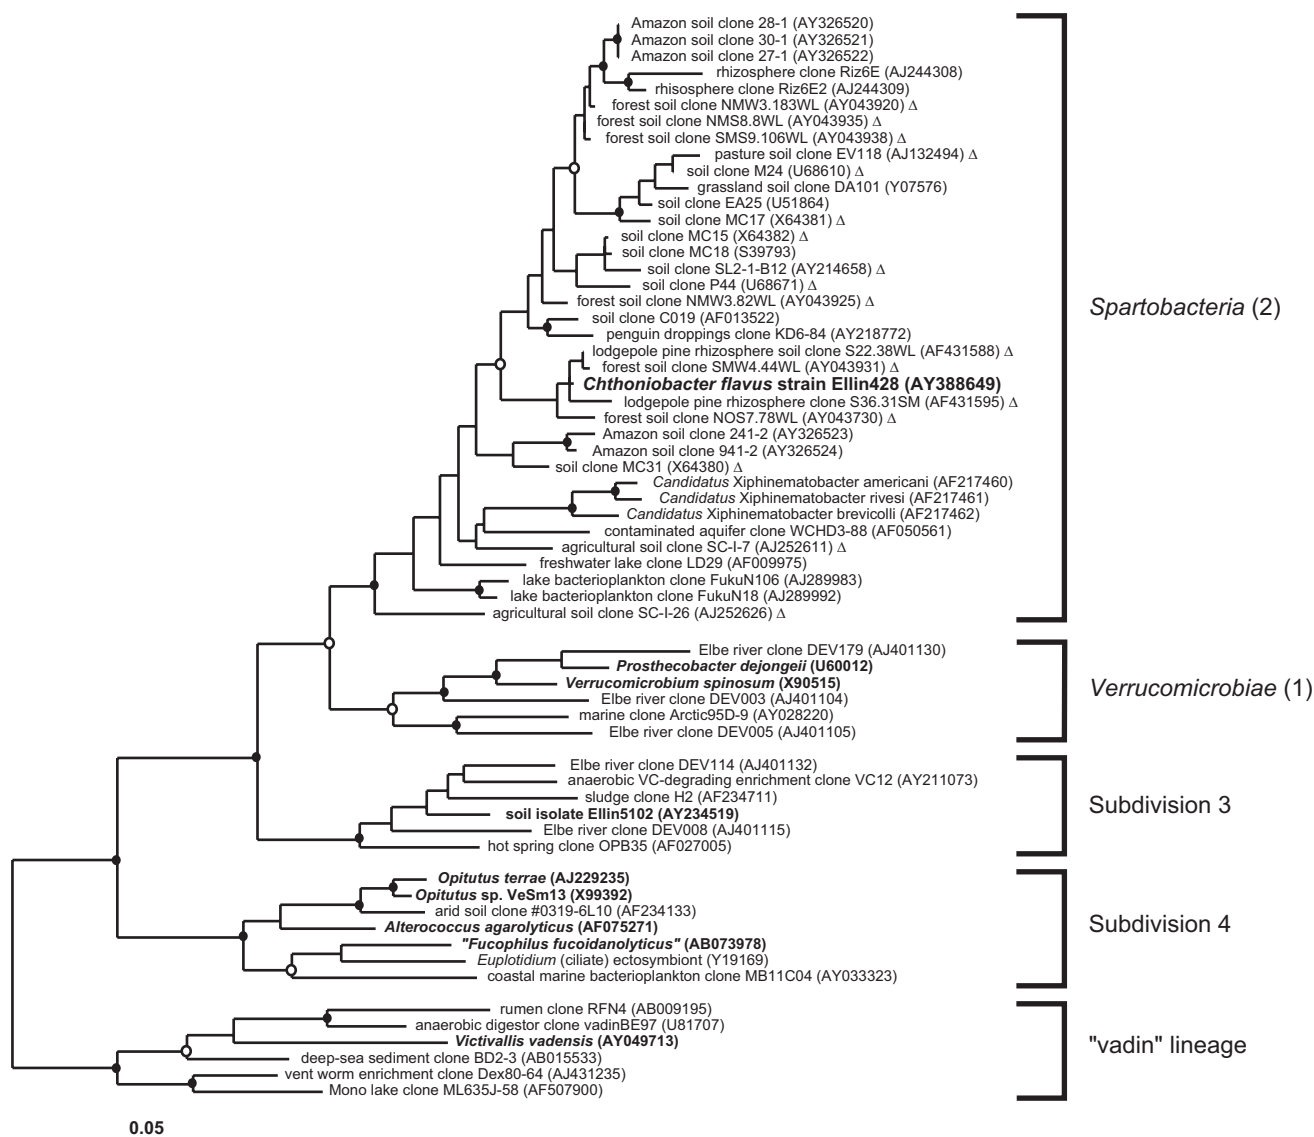 Amazon soil clone 28-1 (AY326520)
Amazon soil clone 30-1 (AY326521)
Amazon soil clone 27-1 (AY326522)
rhizosphere clone Riz6E (AJ244308)
rhisosphere clone Riz6E2 (AJ244309)
forest soil clone NMW3.183WL (AY043920) Δ
forest soil clone NMS8.8WL (AY043935) Δ
forest soil clone SMS9.106WL (AY043938) Δ
pasture soil clone EV118 (AJ132494) Δ
soil clone M24 (U68610) Δ
grassland soil clone DA101 (Y07576)
soil clone EA25 (U51864)
soil clone MC17 (X64381) Δ
soil clone MC15 (X64382) Δ
soil clone MC18 (S39793)
soil clone SL2-1-B12 (AY214658) Δ
soil clone P44 (U68671) Δ
forest soil clone NMW3.82WL (AY043925) Δ
soil clone C019 (AF013522)
penguin droppings clone KD6-84 (AY218772)
lodgepole pine rhizosphere soil clone S22.38WL (AF431588) Δ
forest soil clone SMW4.44WL (AY043931) Δ
Chthoniobacter flavus strain Ellin428 (AY388649)
lodgepole pine rhizosphere clone S36.31SM (AF431595) Δ
forest soil clone NOS7.78WL (AY043730) Δ
Amazon soil clone 241-2 (AY326523)
Amazon soil clone 941-2 (AY326524)
soil clone MC31 (X64380) Δ
Candidatus Xiphinematobacter americani (AF217460)
Candidatus Xiphinematobacter rivesi (AF217461)
Candidatus Xiphinematobacter brevicolli (AF217462)
contaminated aquifer clone WCHD3-88 (AF050561)
agricultural soil clone SC-I-7 (AJ252611) Δ
freshwater lake clone LD29 (AF009975)
lake bacterioplankton clone FukuN106 (AJ289983)
lake bacterioplankton clone FukuN18 (AJ289992)
agricultural soil clone SC-I-26 (AJ252626) Δ
Spartobacteria (2)
Elbe river clone DEV179 (AJ401130)
Prosthecobacter dejongeii (U60012)
Verrucomicrobium spinosum (X90515)
Elbe river clone DEV003 (AJ401104)
marine clone Arctic95D-9 (AY028220)
Elbe river clone DEV005 (AJ401105)
Verrucomicrobiae (1)
Elbe river clone DEV114 (AJ401132)
anaerobic VC-degrading enrichment clone VC12 (AY211073)
sludge clone H2 (AF234711)
soil isolate Ellin5102 (AY234519)
Elbe river clone DEV008 (AJ401115)
hot spring clone OPB35 (AF027005)
Subdivision 3
Opitutus terrae (AJ229235)
Opitutus sp. VeSm13 (X99392)
arid soil clone #0319-6L10 (AF234133)
Alterococcus agarolyticus (AF075271)
"Fucophilus fucoidanolyticus" (AB073978)
Euplotidium (ciliate) ectosymbiont (Y19169)
coastal marine bacterioplankton clone MB11C04 (AY033323)
Subdivision 4
rumen clone RFN4 (AB009195)
anaerobic digestor clone vadinBE97 (U81707)
Victivallis vadensis (AY049713)
deep-sea sediment clone BD2-3 (AB015533)
vent worm enrichment clone Dex80-64 (AJ431235)
Mono lake clone ML635J-58 (AF507900)
"vadin" lineage
0.05